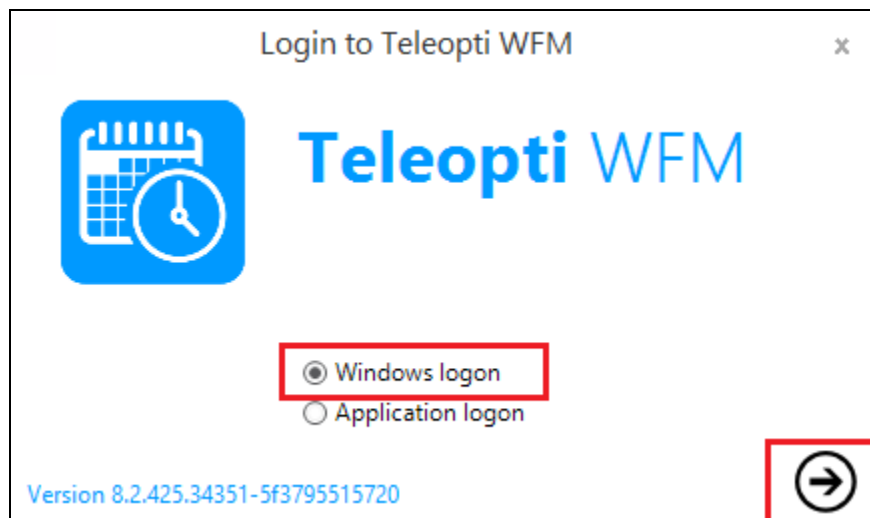 Login to Teleopti WFM
Teleopti WFM
Windows logon
Application logon
Version 8.2.425.34351-5f3795515720